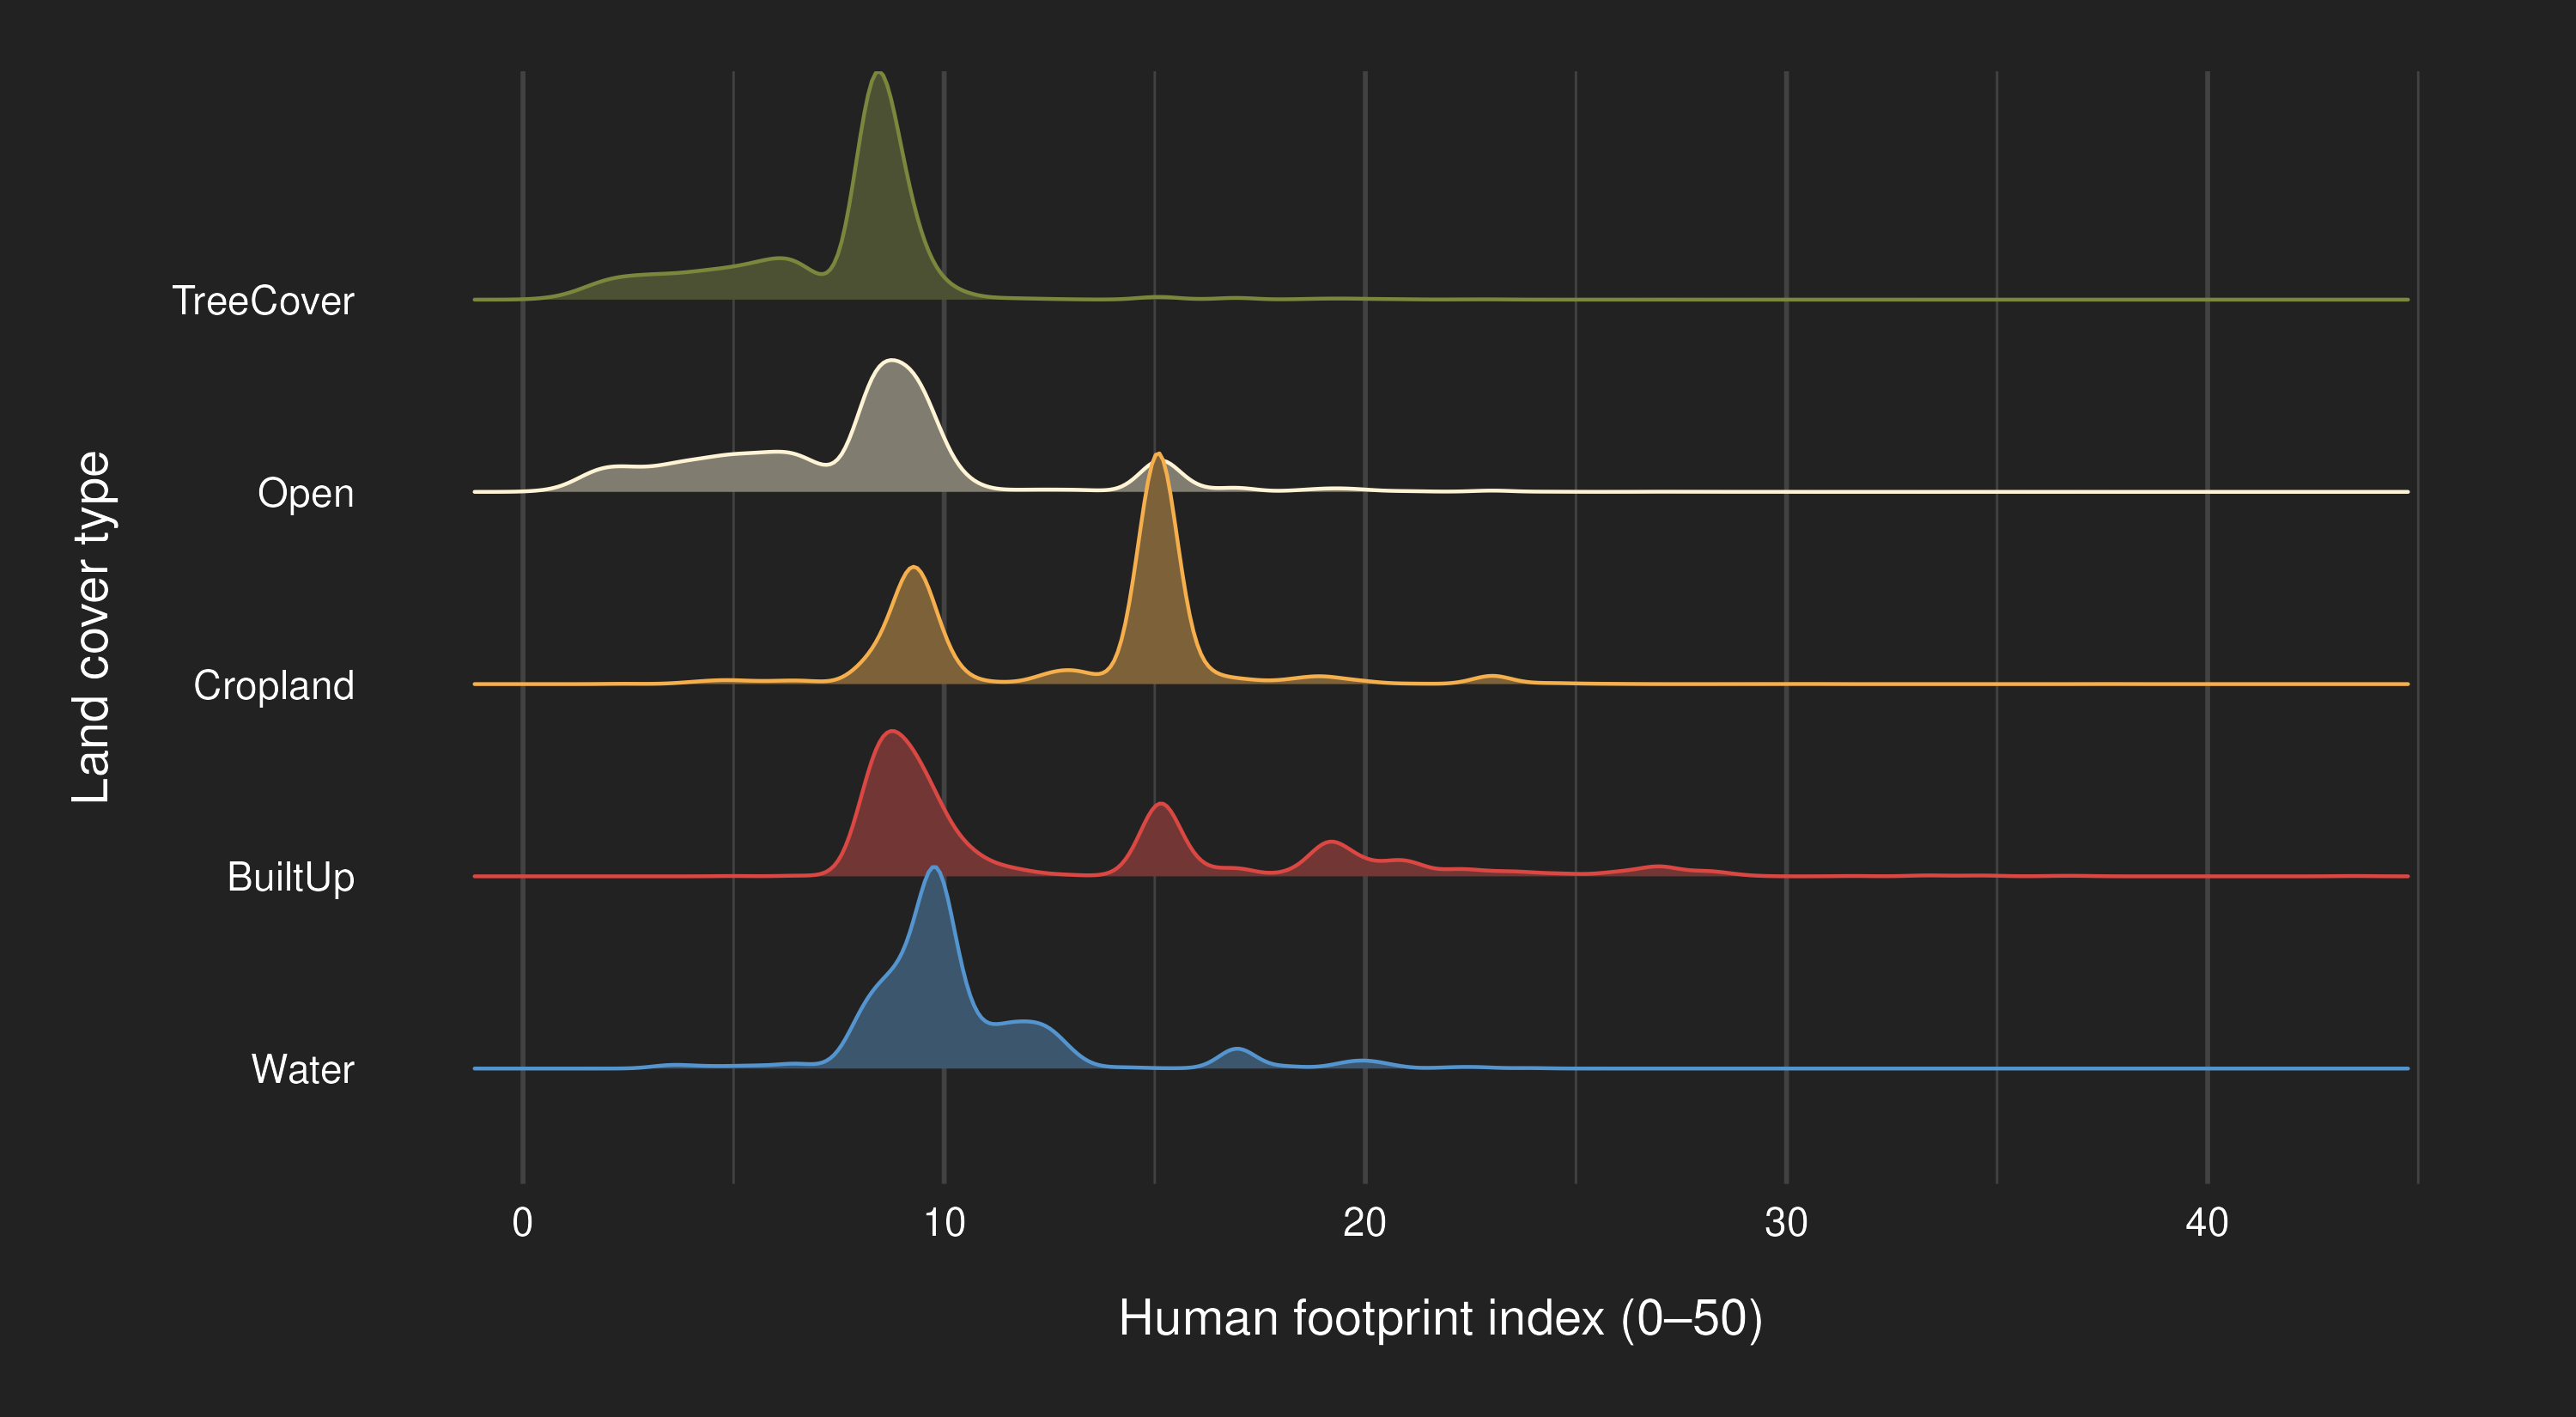 Land cover type
TreeCover
Open
Cropland
BuiltUp
Water
0 10 20 30 40
Human footprint index (0–50)